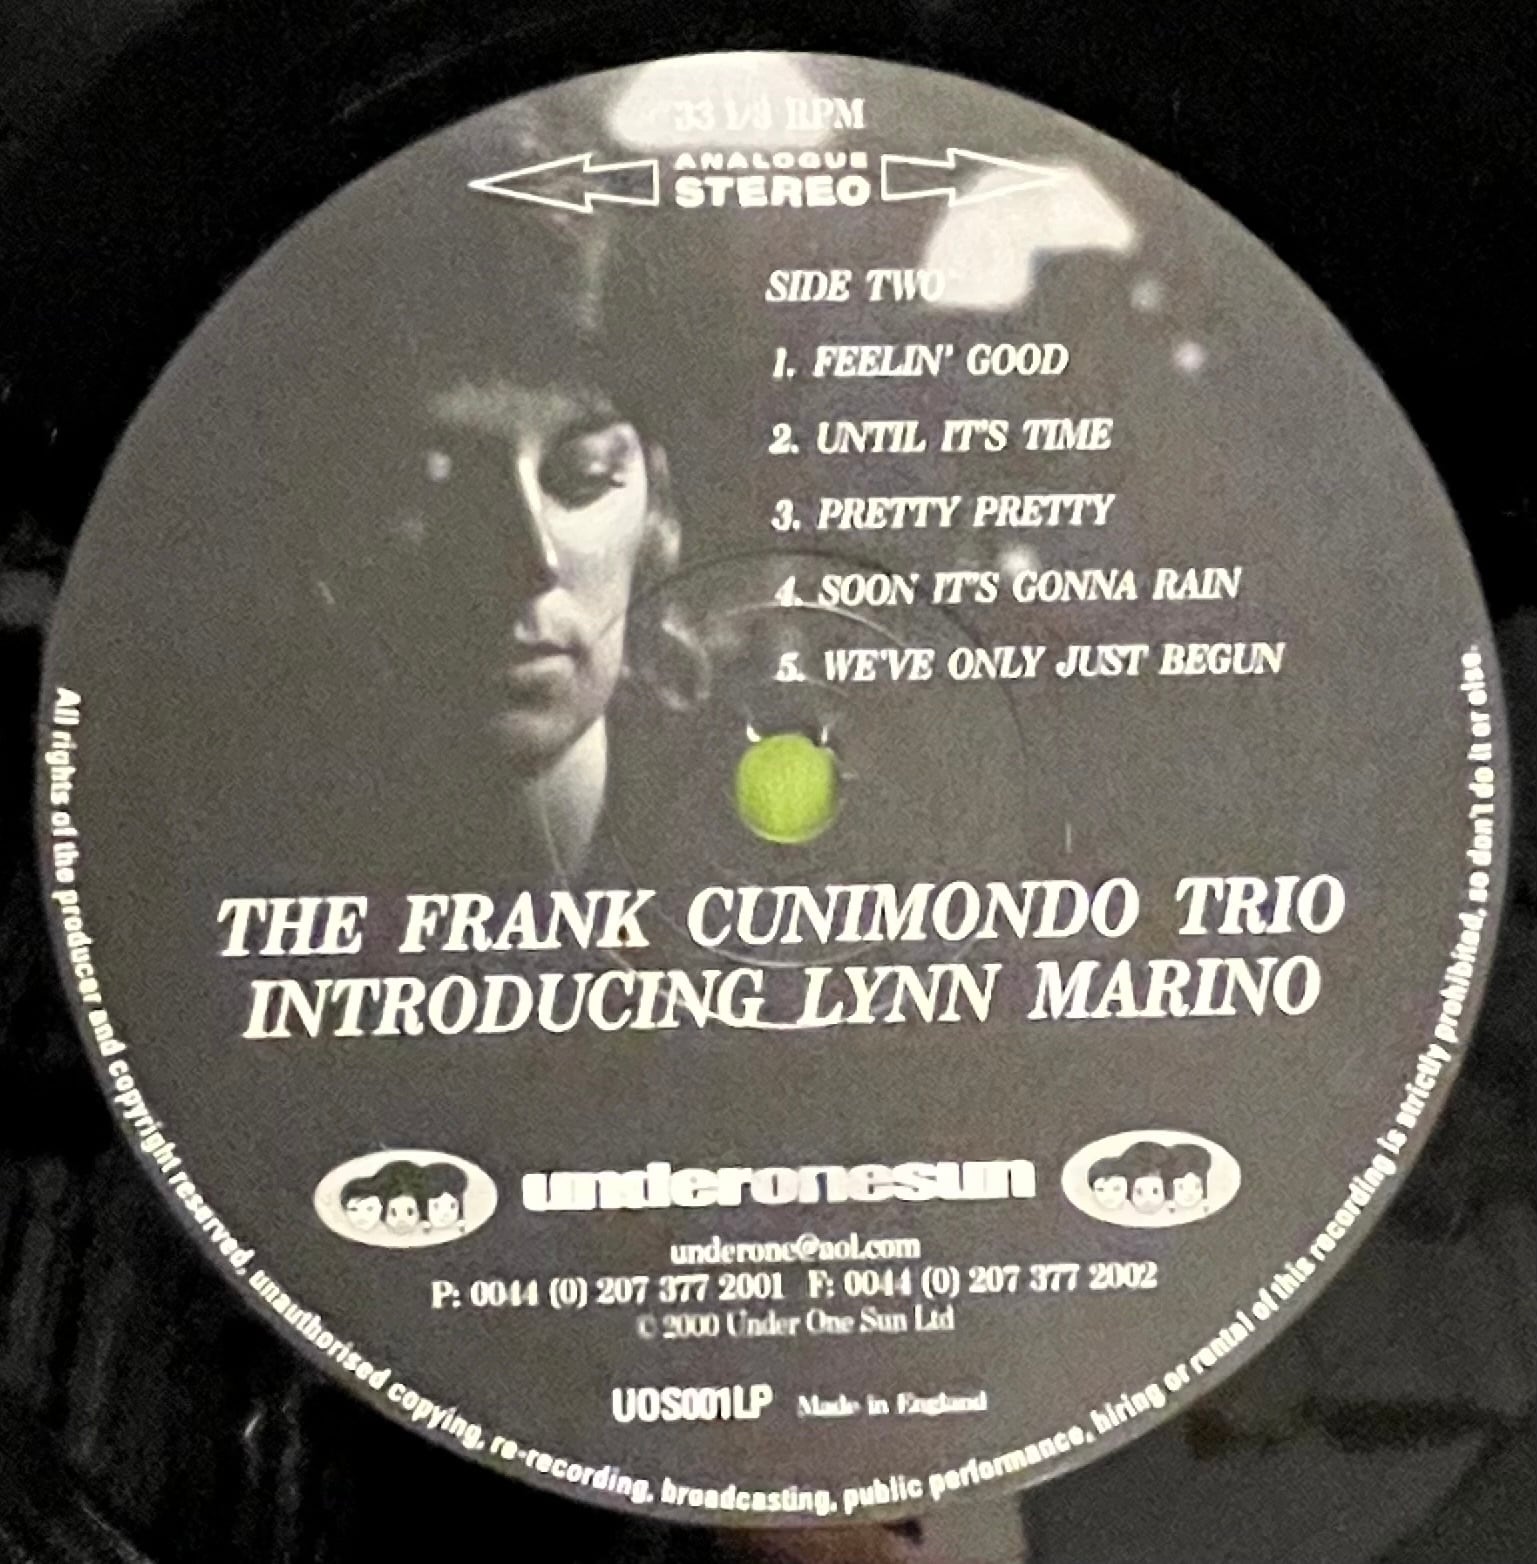 33 1/3 RPM
ANALOGUE
STEREO
SIDE TWO
1. FEELIN' GOOD
2. UNTIL IT'S TIME
3. PRETTY PRETTY
4. SOON IT'S GONNA RAIN
5. WE'VE ONLY JUST BEGUN
THE FRANK CUNIMONDO TRIO
INTRODUCING LYNN MARINO
underonesun
underone@aol.com
P: 0044 (0) 207 377 2001 F: 0044 (0) 207 377 2002
© 2000 Under One Sun Ltd
UOS001LP Made in England
All rights of the producer and copyright reserved, unauthorised copying, re-recording, broadcasting, public performance, hiring or rental of this recording is strictly prohibited, so don't do it or else.